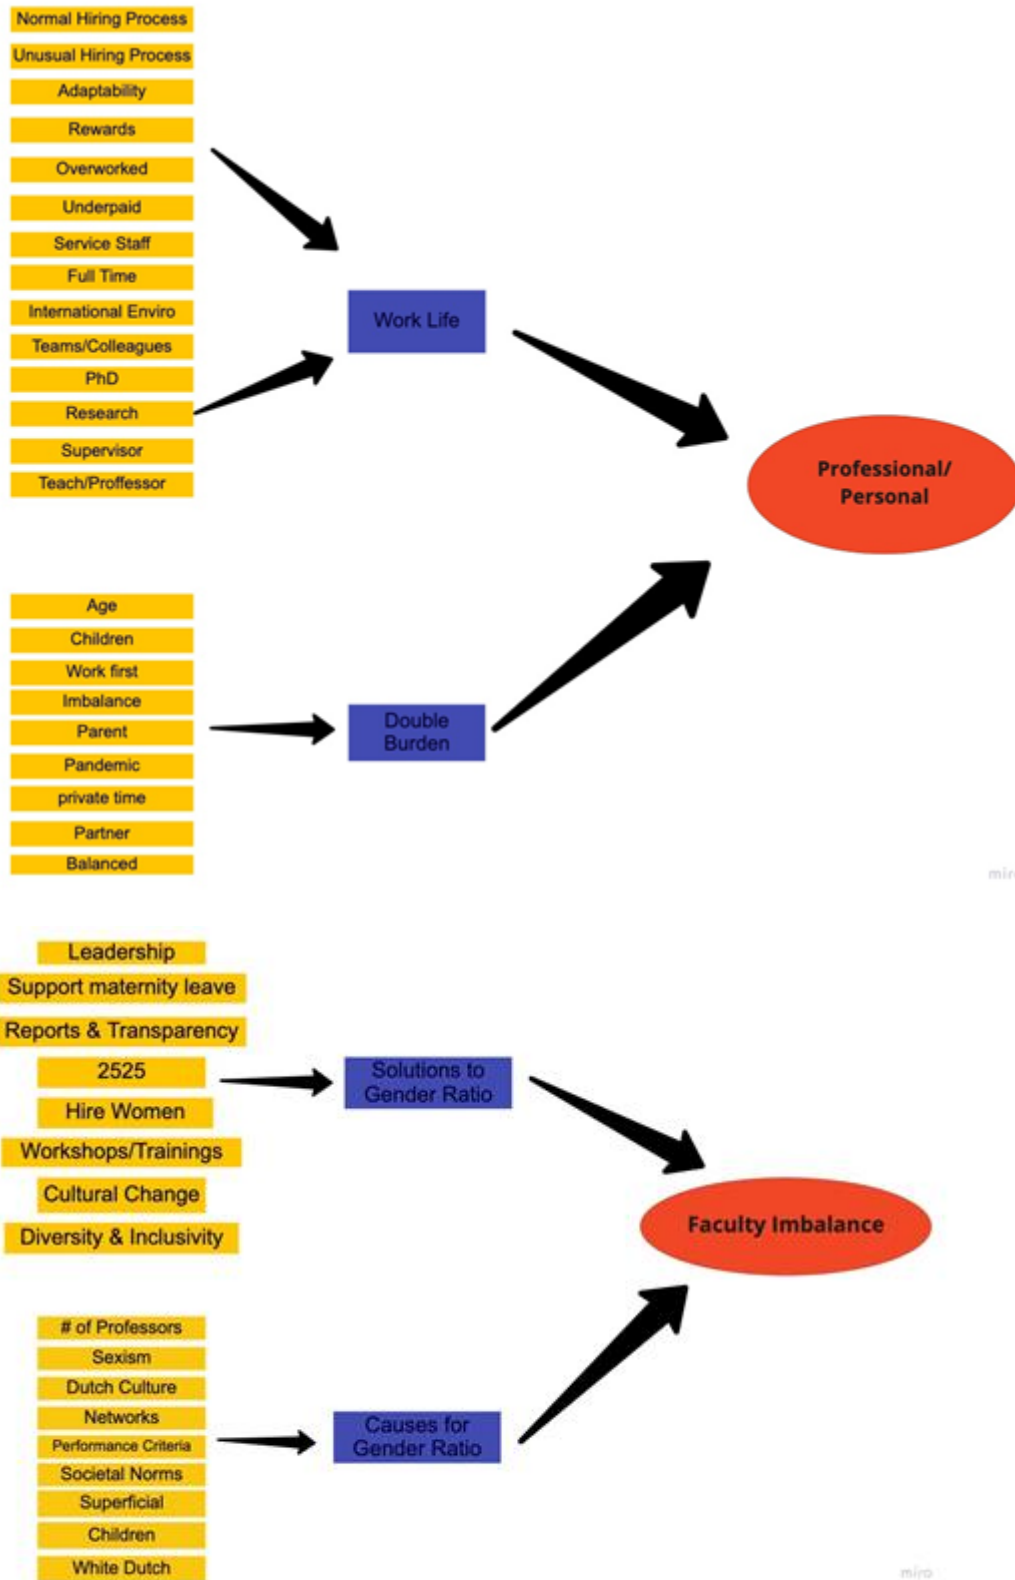 Normal Hiring Process
Unusual Hiring Process
Adaptability
Rewards
Overworked
Underpaid
Service Staff
Full Time
International Enviro
Teams/Colleagues
PhD
Research
Supervisor
Teach/Proffessor
Work Life
Professional/
Personal
Age
Children
Work first
Imbalance
Parent
Pandemic
private time
Partner
Balanced
Double
Burden
mir
Leadership
Support maternity leave
Reports & Transparency
2525
Hire Women
Workshops/Trainings
Cultural Change
Diversity & Inclusivity
Solutions to
Gender Ratio
Faculty Imbalance
# of Professors
Sexism
Dutch Culture
Networks
Performance Criteria
Societal Norms
Superficial
Children
White Dutch
Causes for
Gender Ratio
miro